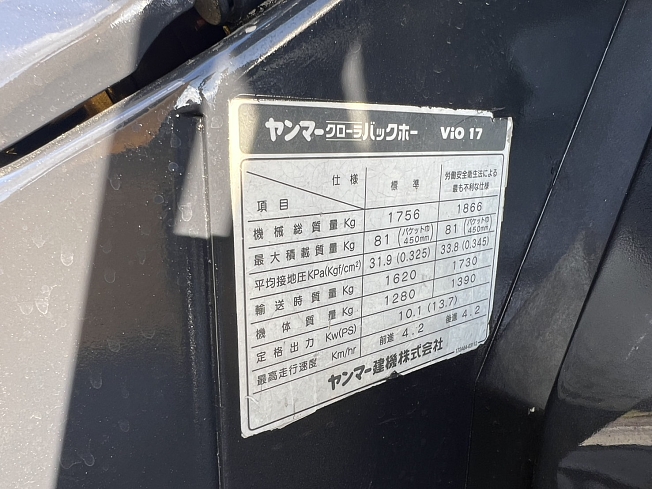 ヤンマークローラバックホー ViO 17
仕様 標準 労働安全衛生法による最も不利な仕様
項目
機械総質量 Kg 1756 1866
最大積載質量 Kg 81 (バケット巾 450mm) 81 (バケット巾 450mm)
平均接地圧 KPa(Kgf/cm²) 31.9 (0.325) 33.8 (0.345)
輸送時質量 Kg 1620 1730
機体質量 Kg 1280 1390
定格出力 Kw(PS) 10.1 (13.7)
最高走行速度 Km/hr 前進 4.2 後進 4.2
ヤンマー建機株式会社